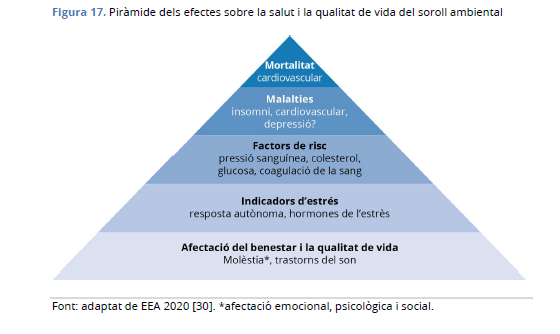 Figura 17. Piràmide dels efectes sobre la salut i la qualitat de vida del soroll ambiental
Mortalitat
cardiovascular
Malalties
insomni, cardiovascular,
depressió?
Factors de risc
pressió sanguínea, colesterol,
glucosa, coagulació de la sang
Indicadors d’estrés
resposta autònoma, hormones de l’estrès
Afectació del benestar i la qualitat de vida
Molèstia*, trastorns del son
Font: adaptat de EEA 2020 [30]. *afectació emocional, psicològica i social.